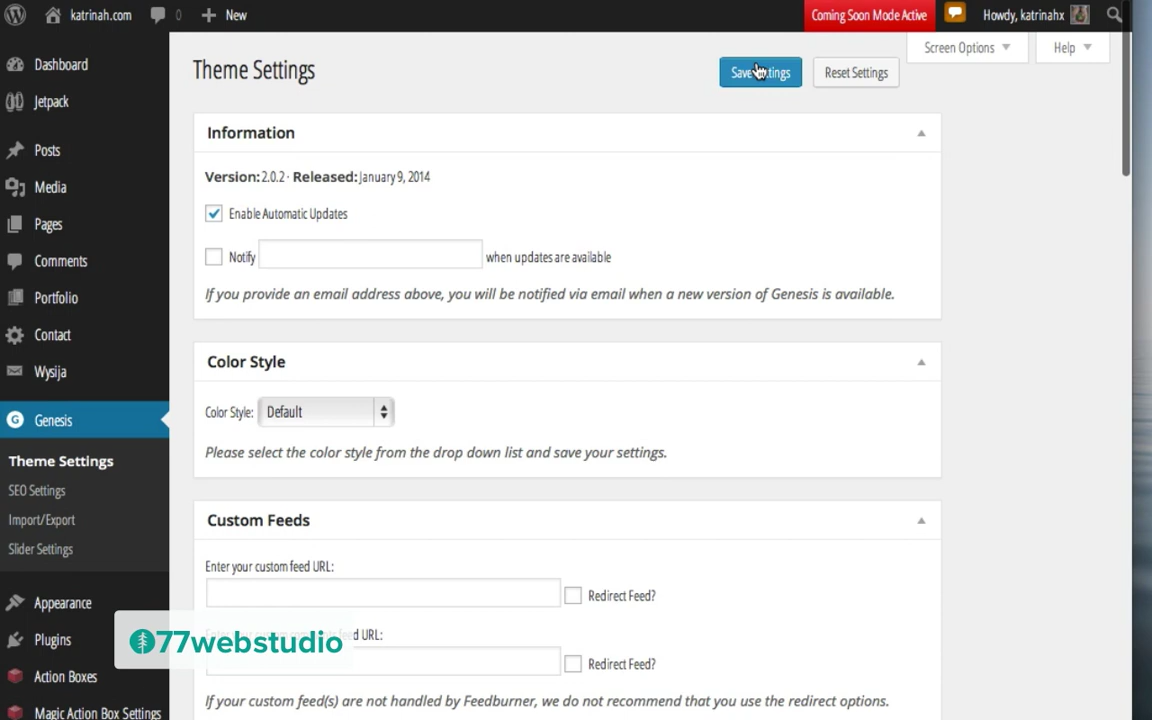 katrinah.com
0
New
Coming Soon Mode Active
Howdy, katrinahx
Screen Options
Help
Dashboard
Jetpack
Posts
Media
Pages
Comments
Portfolio
Contact
Wysija
Genesis
Theme Settings
SEO Settings
Import/Export
Slider Settings
Appearance
Plugins
Action Boxes
Magic Action Box Settings
Theme Settings
Reset Settings
Information
Version: 2.0.2 · Released: January 9, 2014
Enable Automatic Updates
Notify when updates are available
If you provide an email address above, you will be notified via email when a new version of Genesis is available.
Color Style
Color Style: Default
Please select the color style from the drop down list and save your settings.
Custom Feeds
Enter your custom feed URL:
Redirect Feed?
feed URL:
Redirect Feed?
If your custom feed(s) are not handled by Feedburner, we do not recommend that you use the redirect options.
77webstudio